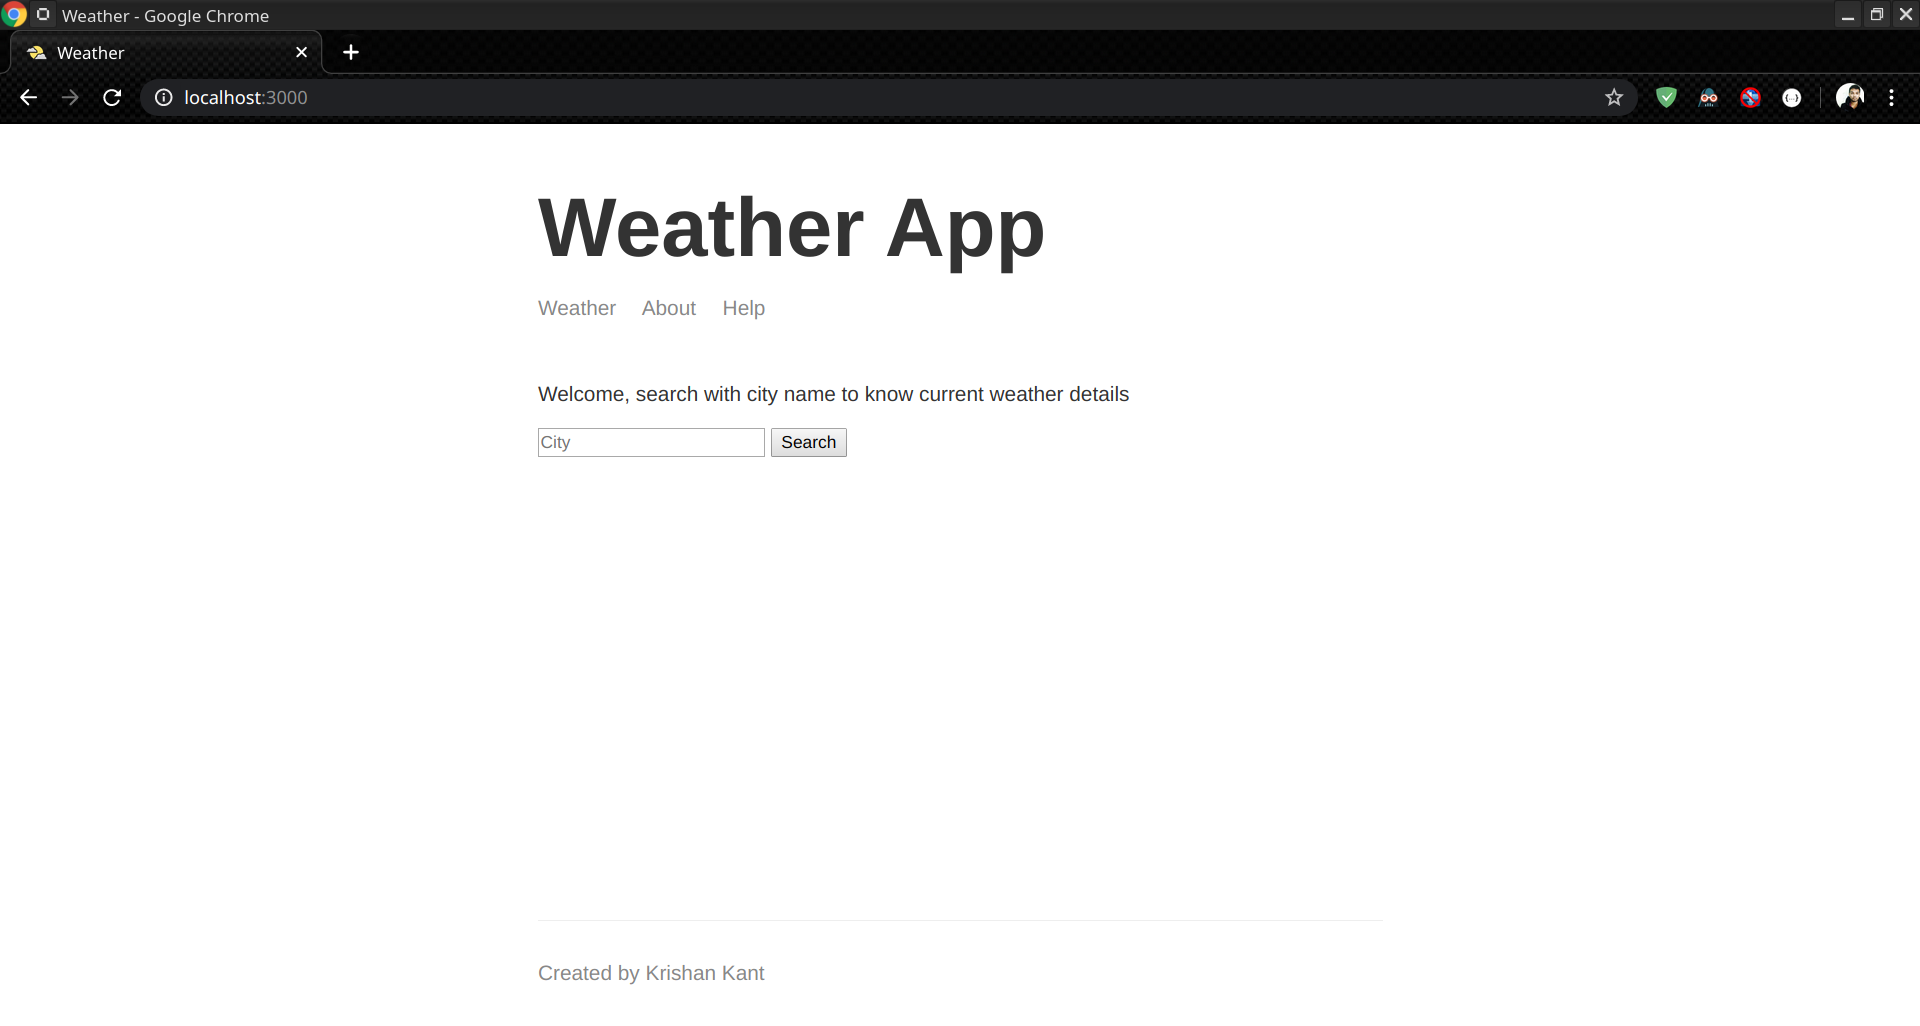 Weather - Google Chrome
Weather
localhost:3000
Weather App
Weather About Help
Welcome, search with city name to know current weather details
City Search
Created by Krishan Kant